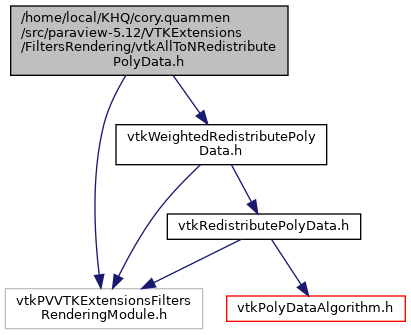 /home/local/KHQ/cory.quammen
/src/paraview-5.12/VTKExtensions
/FiltersRendering/vtkAllToNRedistribute
PolyData.h
vtkWeightedRedistributePoly
Data.h
vtkRedistributePolyData.h
vtkPVVTKExtensionsFilters
RenderingModule.h
vtkPolyDataAlgorithm.h